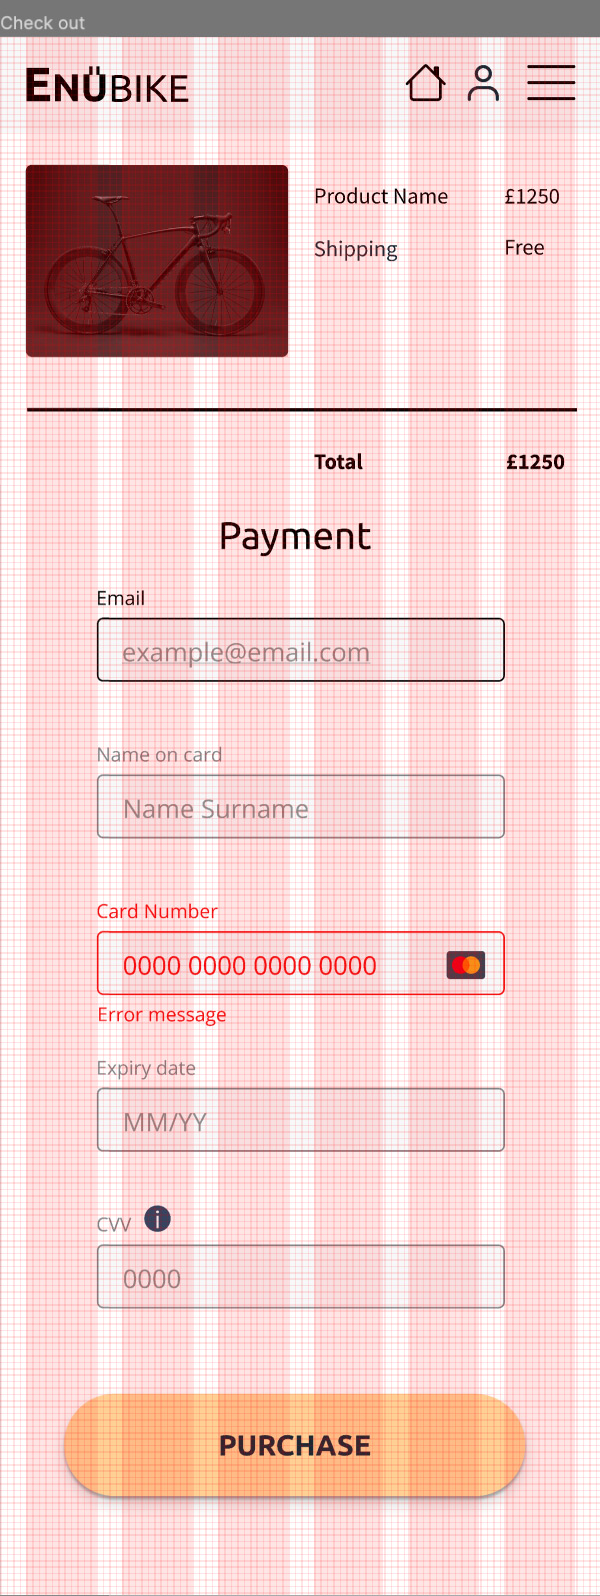 Check out
ENÜBIKE
Product Name £1250
Shipping Free
Total £1250
Payment
Email
example@email.com
Name on card
Name Surname
Card Number
0000 0000 0000 0000
Error message
Expiry date
MM/YY
CVV i
0000
PURCHASE